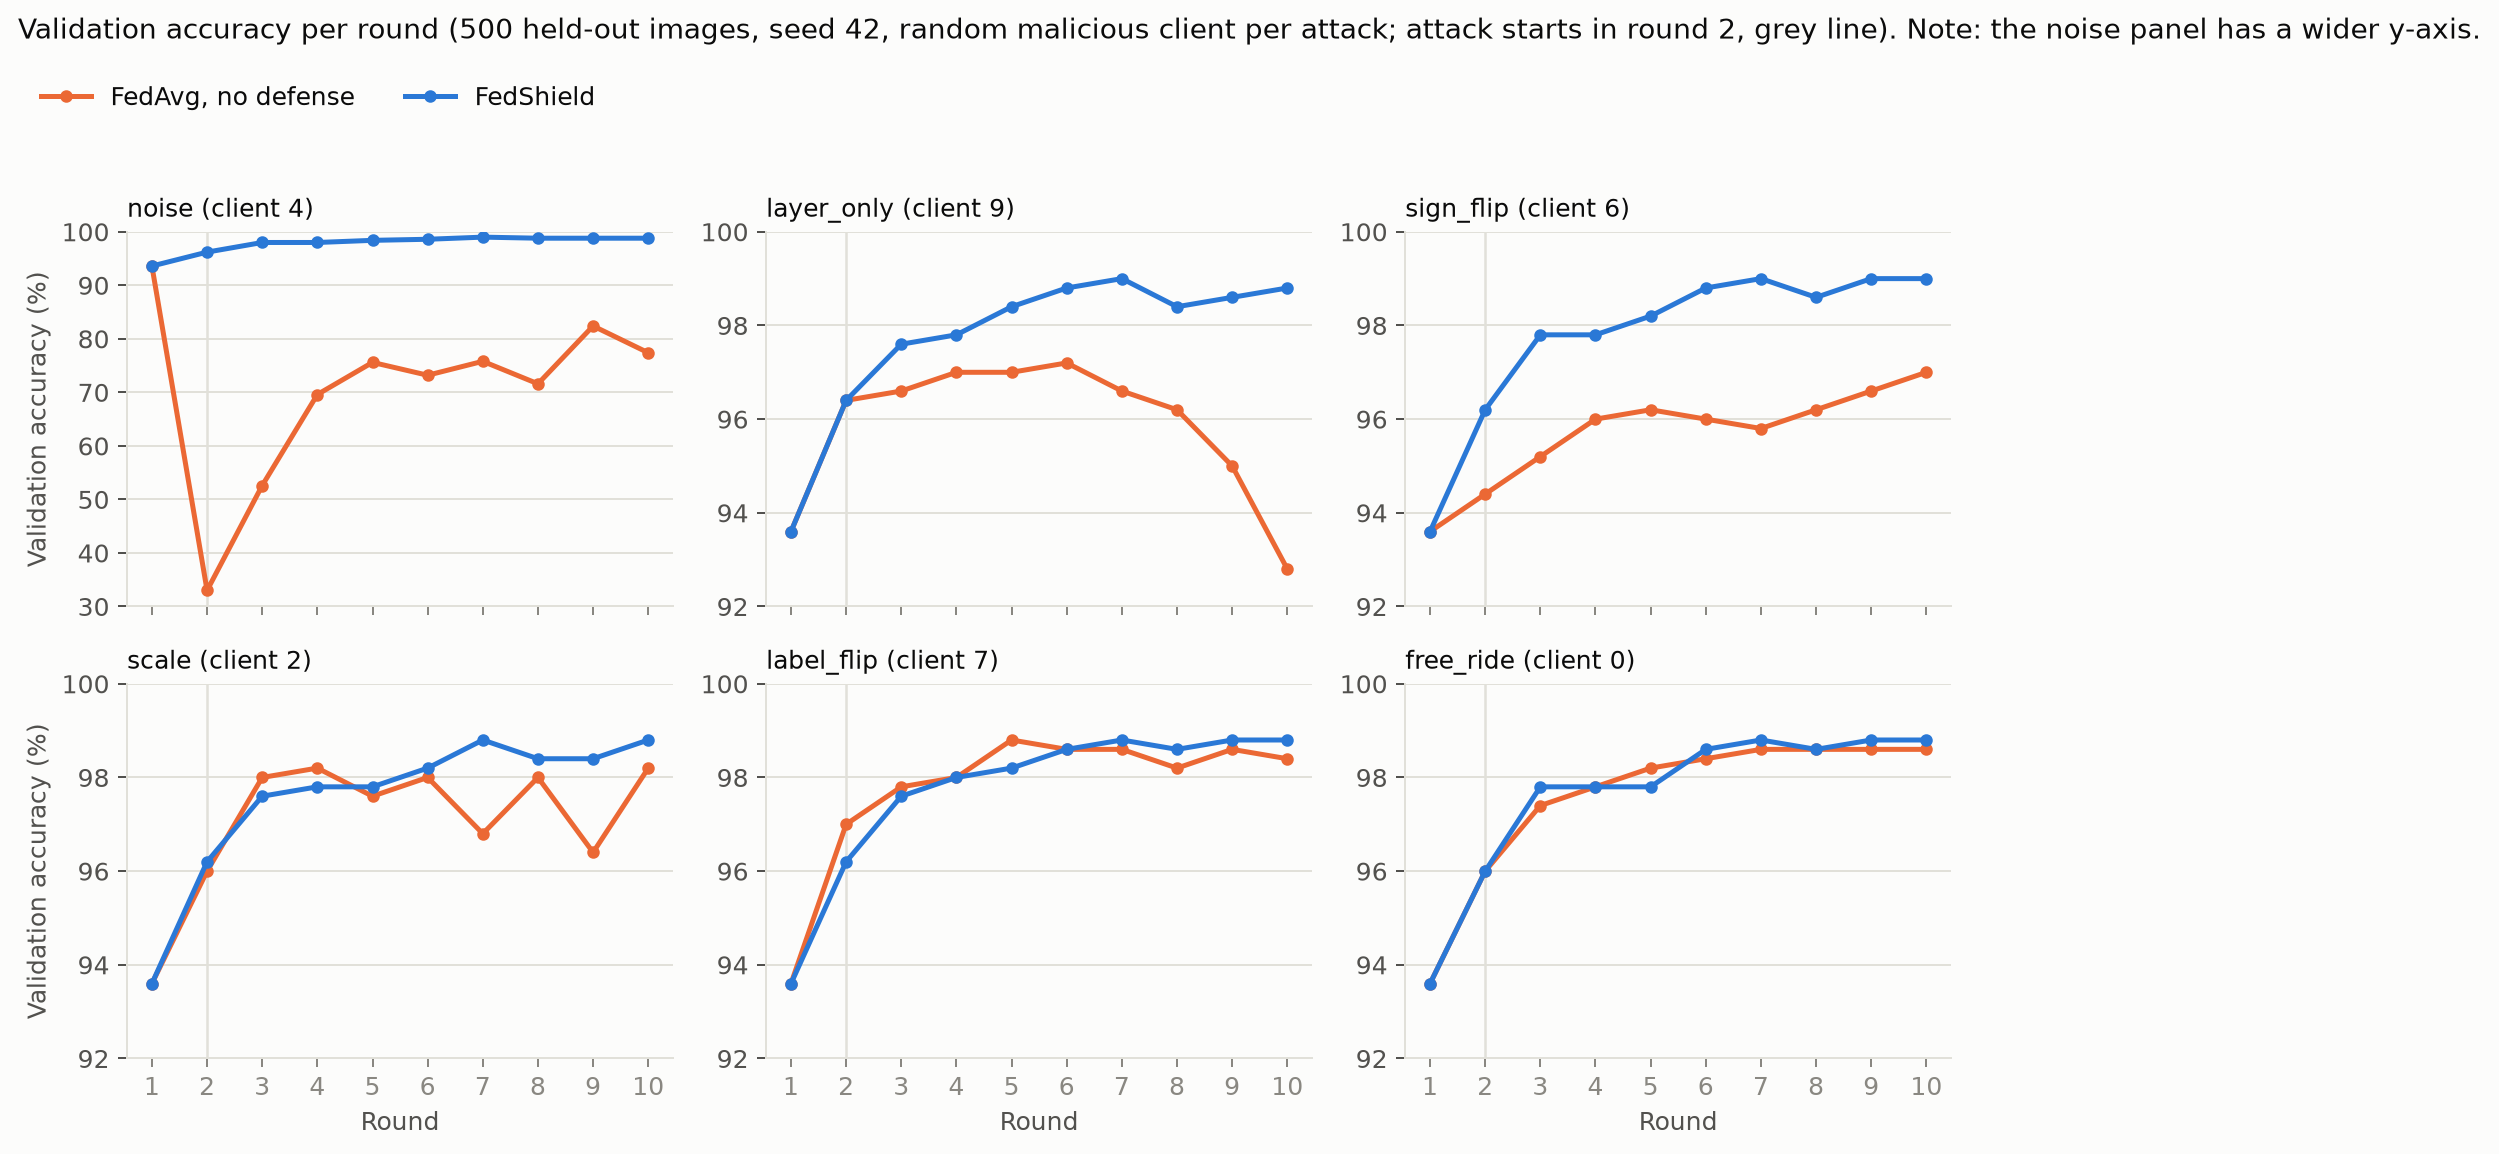 Validation accuracy per round (500 held-out images, seed 42, random malicious client per attack; attack starts in round 2, grey line). Note: the noise panel has a wider y-axis.
FedAvg, no defense
FedShield
noise (client 4)
100
90
80
70
60
50
40
30
Validation accuracy (%)
layer_only (client 9)
100
98
96
94
92
sign_flip (client 6)
100
98
96
94
92
scale (client 2)
100
98
96
94
92
Validation accuracy (%)
1 2 3 4 5 6 7 8 9 10
Round
label_flip (client 7)
100
98
96
94
92
1 2 3 4 5 6 7 8 9 10
Round
free_ride (client 0)
100
98
96
94
92
1 2 3 4 5 6 7 8 9 10
Round